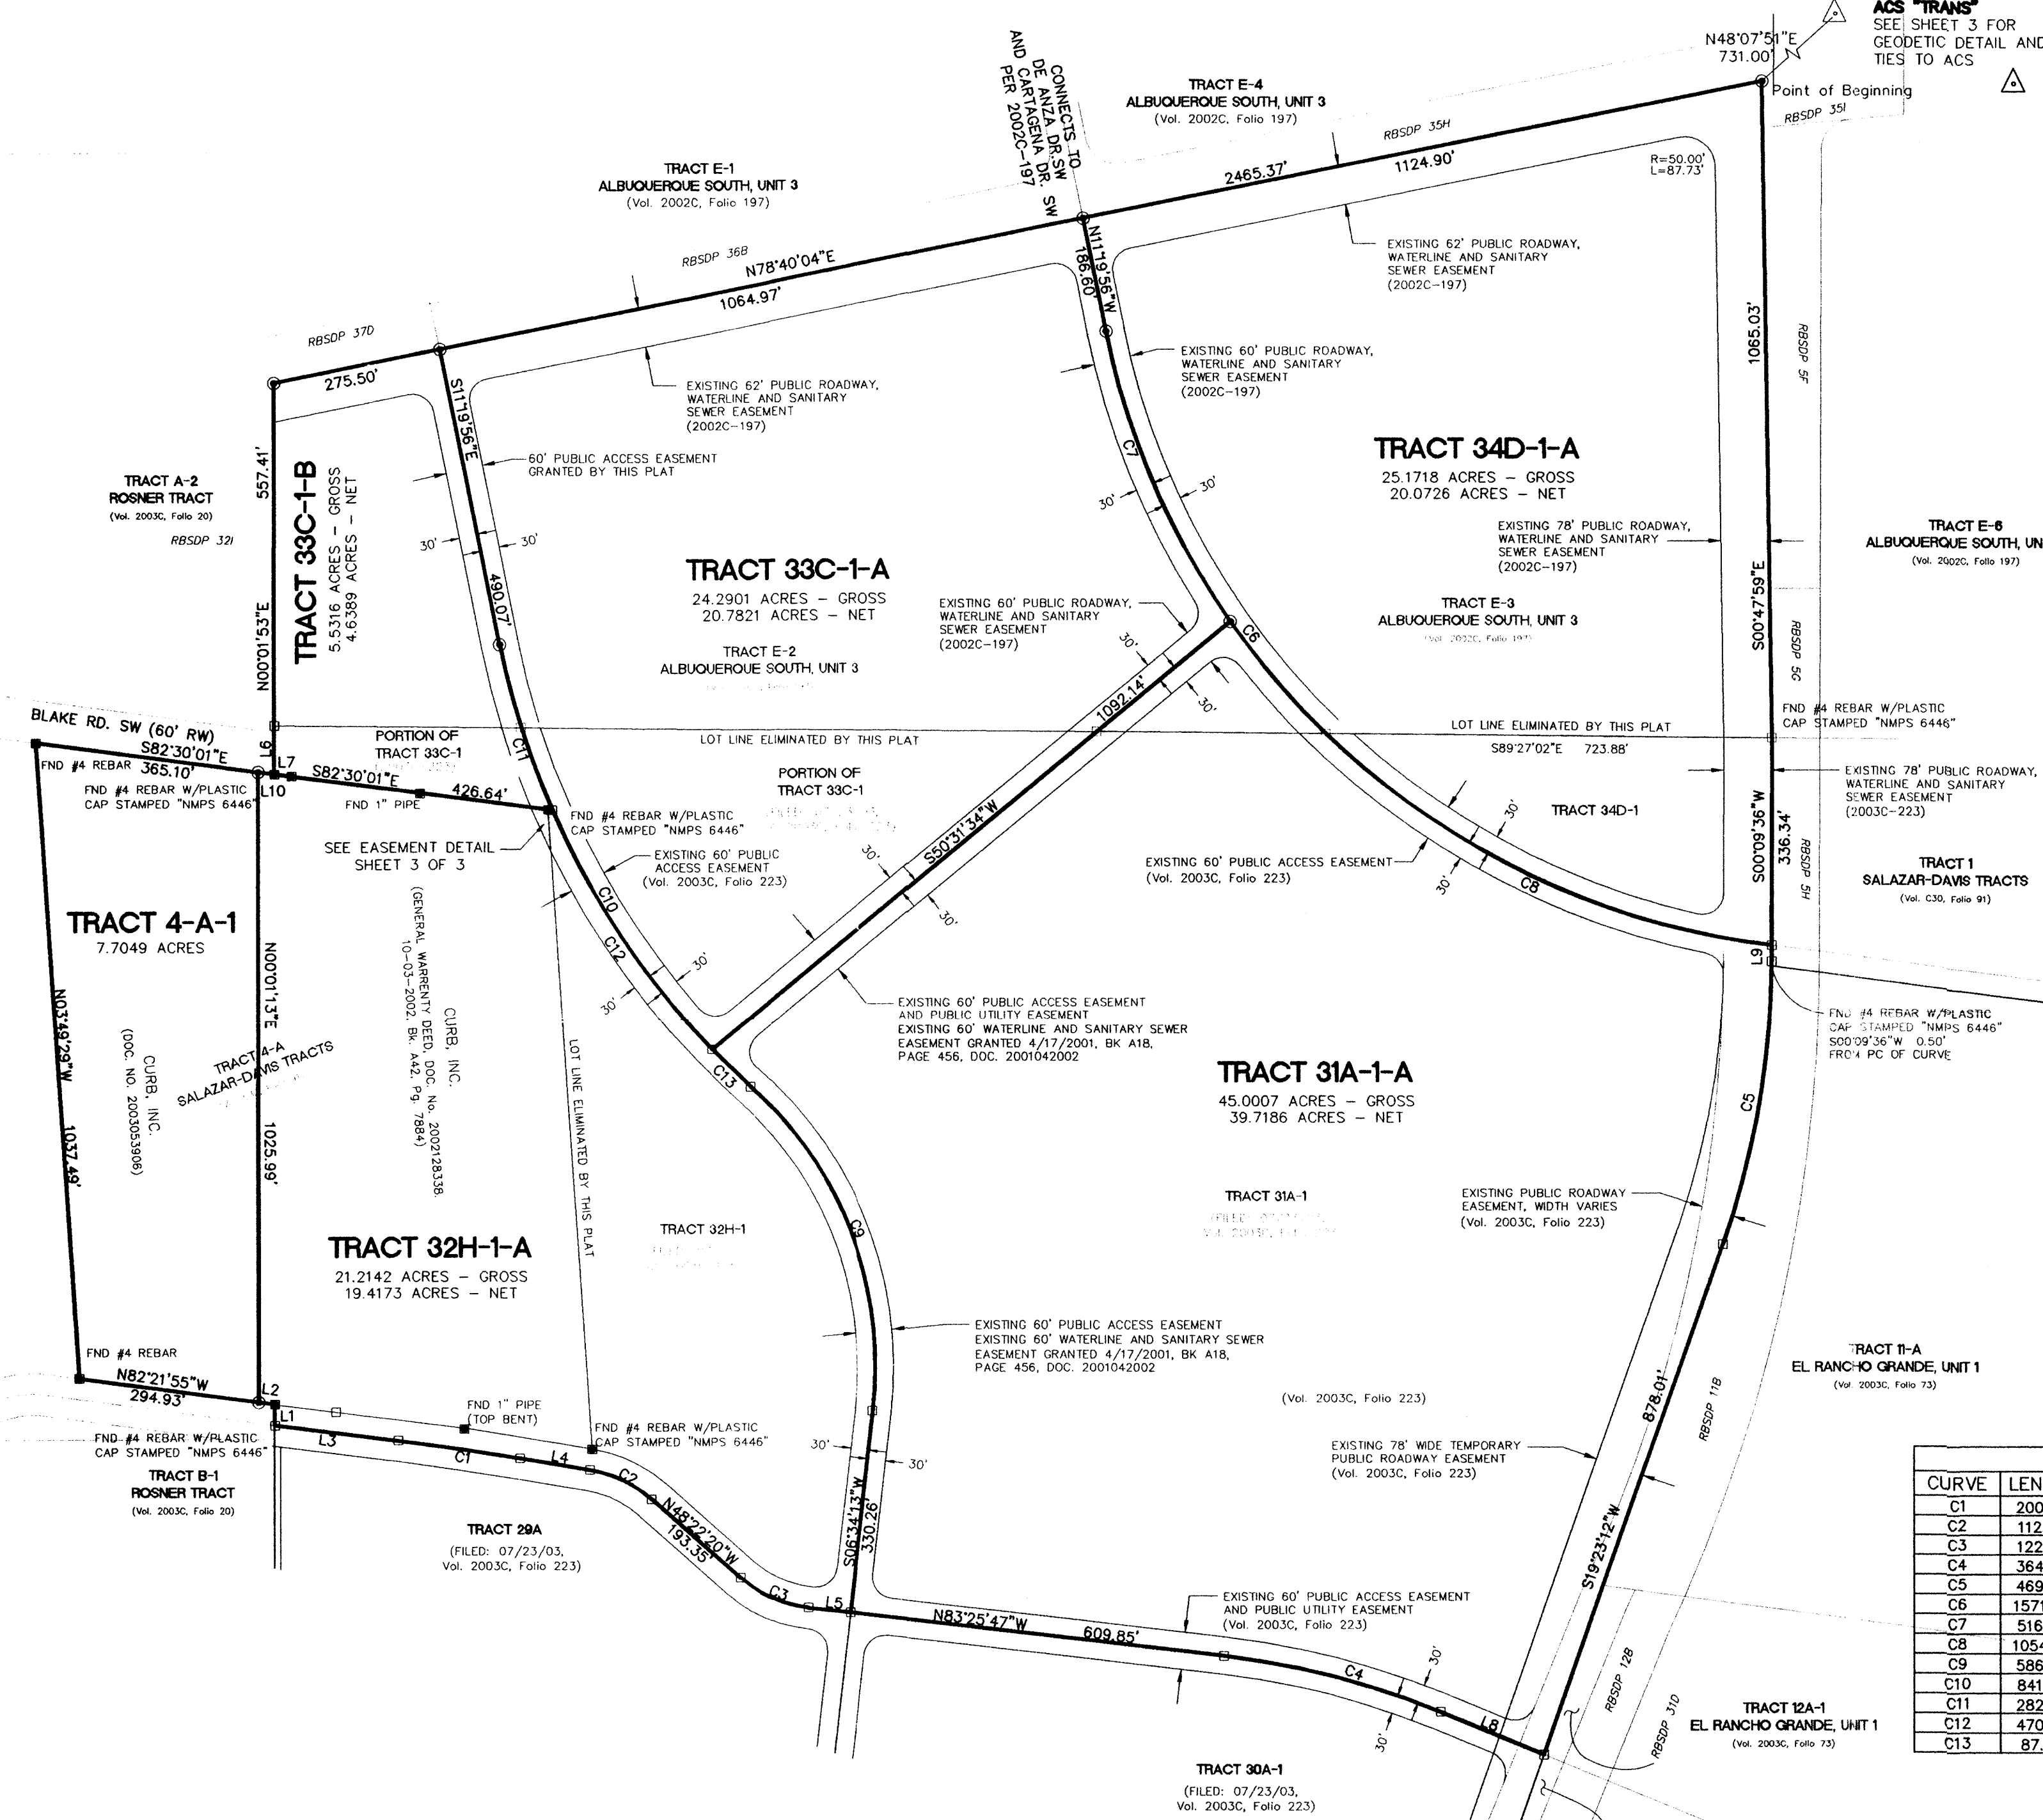 ACS "TRANS"
SEE SHEET 3 FOR
GEODETIC DETAIL AND
TIES TO ACS
N48°07'51"E
731.00'
Point of Beginning
RBSDP 35I
CONNECTS TO
DE ANZA DR.SW
AND CARTAGENA DR. SW
PER 2002C-197
TRACT E-4
ALBUQUERQUE SOUTH, UNIT 3
(Vol. 2002C, Folio 197)
RBSDP 35H
2465.37'
1124.90'
R=50.00'
L=87.73'
TRACT E-1
ALBUQUERQUE SOUTH, UNIT 3
(Vol. 2002C, Folio 197)
RBSDP 36B
N78°40'04"E
1064.97'
RBSDP 37D
275.50'
N11°19'56"W
186.60'
EXISTING 62' PUBLIC ROADWAY,
WATERLINE AND SANITARY
SEWER EASEMENT
(2002C-197)
EXISTING 60' PUBLIC ROADWAY,
WATERLINE AND SANITARY
SEWER EASEMENT
(2002C-197)
EXISTING 62' PUBLIC ROADWAY,
WATERLINE AND SANITARY
SEWER EASEMENT
(2002C-197)
S11°19'56"E
490.07'
60' PUBLIC ACCESS EASEMENT
GRANTED BY THIS PLAT
30'
30'
557.41'
N00°01'53"E
TRACT A-2
ROSNER TRACT
(Vol. 2003C, Folio 20)
RBSDP 32I
TRACT 33C-1-B
5.5316 ACRES - GROSS
4.6389 ACRES - NET
TRACT 33C-1-A
24.2901 ACRES - GROSS
20.7821 ACRES - NET
TRACT E-2
ALBUQUERQUE SOUTH, UNIT 3
EXISTING 60' PUBLIC ROADWAY,
WATERLINE AND SANITARY
SEWER EASEMENT
(2002C-197)
C7
30'
30'
TRACT 34D-1-A
25.1718 ACRES - GROSS
20.0726 ACRES - NET
EXISTING 78' PUBLIC ROADWAY,
WATERLINE AND SANITARY
SEWER EASEMENT
(2002C-197)
TRACT E-3
ALBUQUERQUE SOUTH, UNIT 3
(Vol. 2002C, Folio 197)
1065.03'
S00°47'59"E
RBSDP 5F
RBSDP 5G
TRACT E-6
ALBUQUERQUE SOUTH, UN
(Vol. 2002C, Folio 197)
FND #4 REBAR W/PLASTIC
CAP STAMPED "NMPS 6446"
C6
30'
30'
1092.14'
S50°31'34"W
LOT LINE ELIMINATED BY THIS PLAT
LOT LINE ELIMINATED BY THIS PLAT
S89°27'02"E 723.88'
EXISTING 78' PUBLIC ROADWAY,
WATERLINE AND SANITARY
SEWER EASEMENT
(2003C-223)
S00°09'36"W
336.34'
RBSDP 5H
TRACT 1
SALAZAR-DAVIS TRACTS
(Vol. C30, Folio 91)
BLAKE RD. SW (60' RW)
S82°30'01"E
FND #4 REBAR 365.10'
FND #4 REBAR W/PLASTIC
CAP STAMPED "NMPS 6446"
L6
L7
L10
PORTION OF
TRACT 33C-1
S82°30'01"E
426.64'
FND 1" PIPE
C11
PORTION OF
TRACT 33C-1
FND #4 REBAR W/PLASTIC
CAP STAMPED "NMPS 6446"
SEE EASEMENT DETAIL
SHEET 3 OF 3
EXISTING 60' PUBLIC
ACCESS EASEMENT
(Vol. 2003C, Folio 223)
30'
30'
TRACT 34D-1
EXISTING 60' PUBLIC ACCESS EASEMENT
(Vol. 2003C, Folio 223)
30'
30'
C8
L9
FND #4 REBAR W/PLASTIC
CAP STAMPED "NMPS 6446"
S00°09'36"W 0.50'
FROM PC OF CURVE
TRACT 4-A-1
7.7049 ACRES
N03°49'29"W
1037.49'
CURB, INC.
(DOC. NO. 2003053906)
TRACT 4-A
SALAZAR-DAVIS TRACTS
N00°01'13"E
1025.99'
CURB, INC.
(GENERAL WARRENTY DEED, DOC. No. 2002128338.
10-03-2002, Bk. A42, Pg. 7884)
C10
C12
30'
30'
LOT LINE ELIMINATED BY THIS PLAT
EXISTING 60' PUBLIC ACCESS EASEMENT
AND PUBLIC UTILITY EASEMENT
EXISTING 60' WATERLINE AND SANITARY SEWER
EASEMENT GRANTED 4/17/2001, BK A18,
PAGE 456, DOC. 2001042002
C13
TRACT 31A-1-A
45.0007 ACRES - GROSS
39.7186 ACRES - NET
C5
TRACT 31A-1
EXISTING PUBLIC ROADWAY
EASEMENT, WIDTH VARIES
(Vol. 2003C, Folio 223)
C9
TRACT 32H-1
TRACT 32H-1-A
21.2142 ACRES - GROSS
19.4173 ACRES - NET
EXISTING 60' PUBLIC ACCESS EASEMENT
EXISTING 60' WATERLINE AND SANITARY SEWER
EASEMENT GRANTED 4/17/2001, BK A18,
PAGE 456, DOC. 2001042002
(Vol. 2003C, Folio 223)
TRACT 11-A
EL RANCHO GRANDE, UNIT 1
(Vol. 2003C, Folio 73)
878.01'
S19°23'12"W
RBSDP 11B
EXISTING 78' WIDE TEMPORARY
PUBLIC ROADWAY EASEMENT
(Vol. 2003C, Folio 223)
FND #4 REBAR
N82°21'55"W
294.93'
L2
L1
L3
C1
L4
C2
FND 1" PIPE
(TOP BENT)
FND #4 REBAR W/PLASTIC
CAP STAMPED "NMPS 6446"
FND #4 REBAR W/PLASTIC
CAP STAMPED "NMPS 6446"
TRACT B-1
ROSNER TRACT
(Vol. 2003C, Folio 20)
TRACT 29A
(FILED: 07/23/03,
Vol. 2003C, Folio 223)
N48°22'20"W
193.35'
C3
L5
30'
30'
S06°34'13"W
330.26'
N83°25'47"W
609.85'
EXISTING 60' PUBLIC ACCESS EASEMENT
AND PUBLIC UTILITY EASEMENT
(Vol. 2003C, Folio 223)
C4
30'
30'
L8
RBSDP 12B
RBSDP 31D
TRACT 12A-1
EL RANCHO GRANDE, UNIT 1
(Vol. 2003C, Folio 73)
TRACT 30A-1
(FILED: 07/23/03,
Vol. 2003C, Folio 223)
CURVE LEN
C1 200
C2 112
C3 122
C4 364
C5 469
C6 1571
C7 516
C8 1054
C9 586
C10 841
C11 282
C12 470
C13 87.